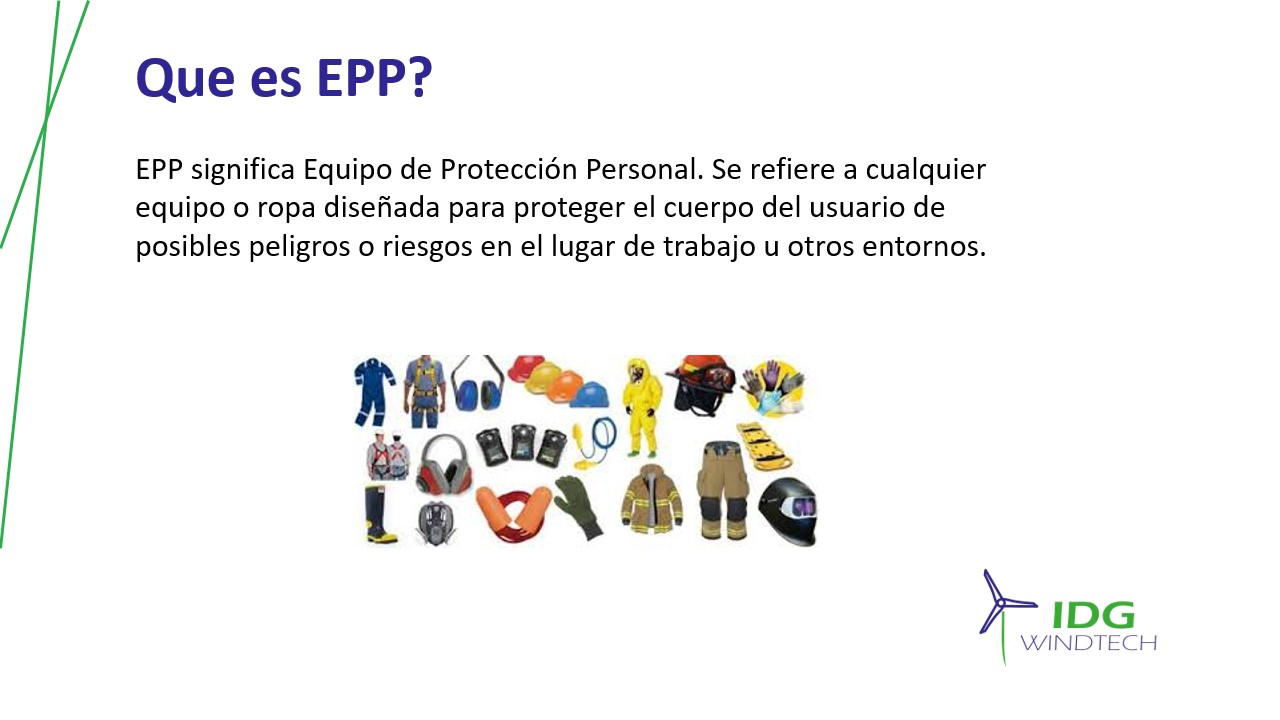 Que es EPP?
EPP significa Equipo de Protección Personal. Se refiere a cualquier
equipo o ropa diseñada para proteger el cuerpo del usuario de
posibles peligros o riesgos en el lugar de trabajo u otros entornos.
IDG
WINDTECH